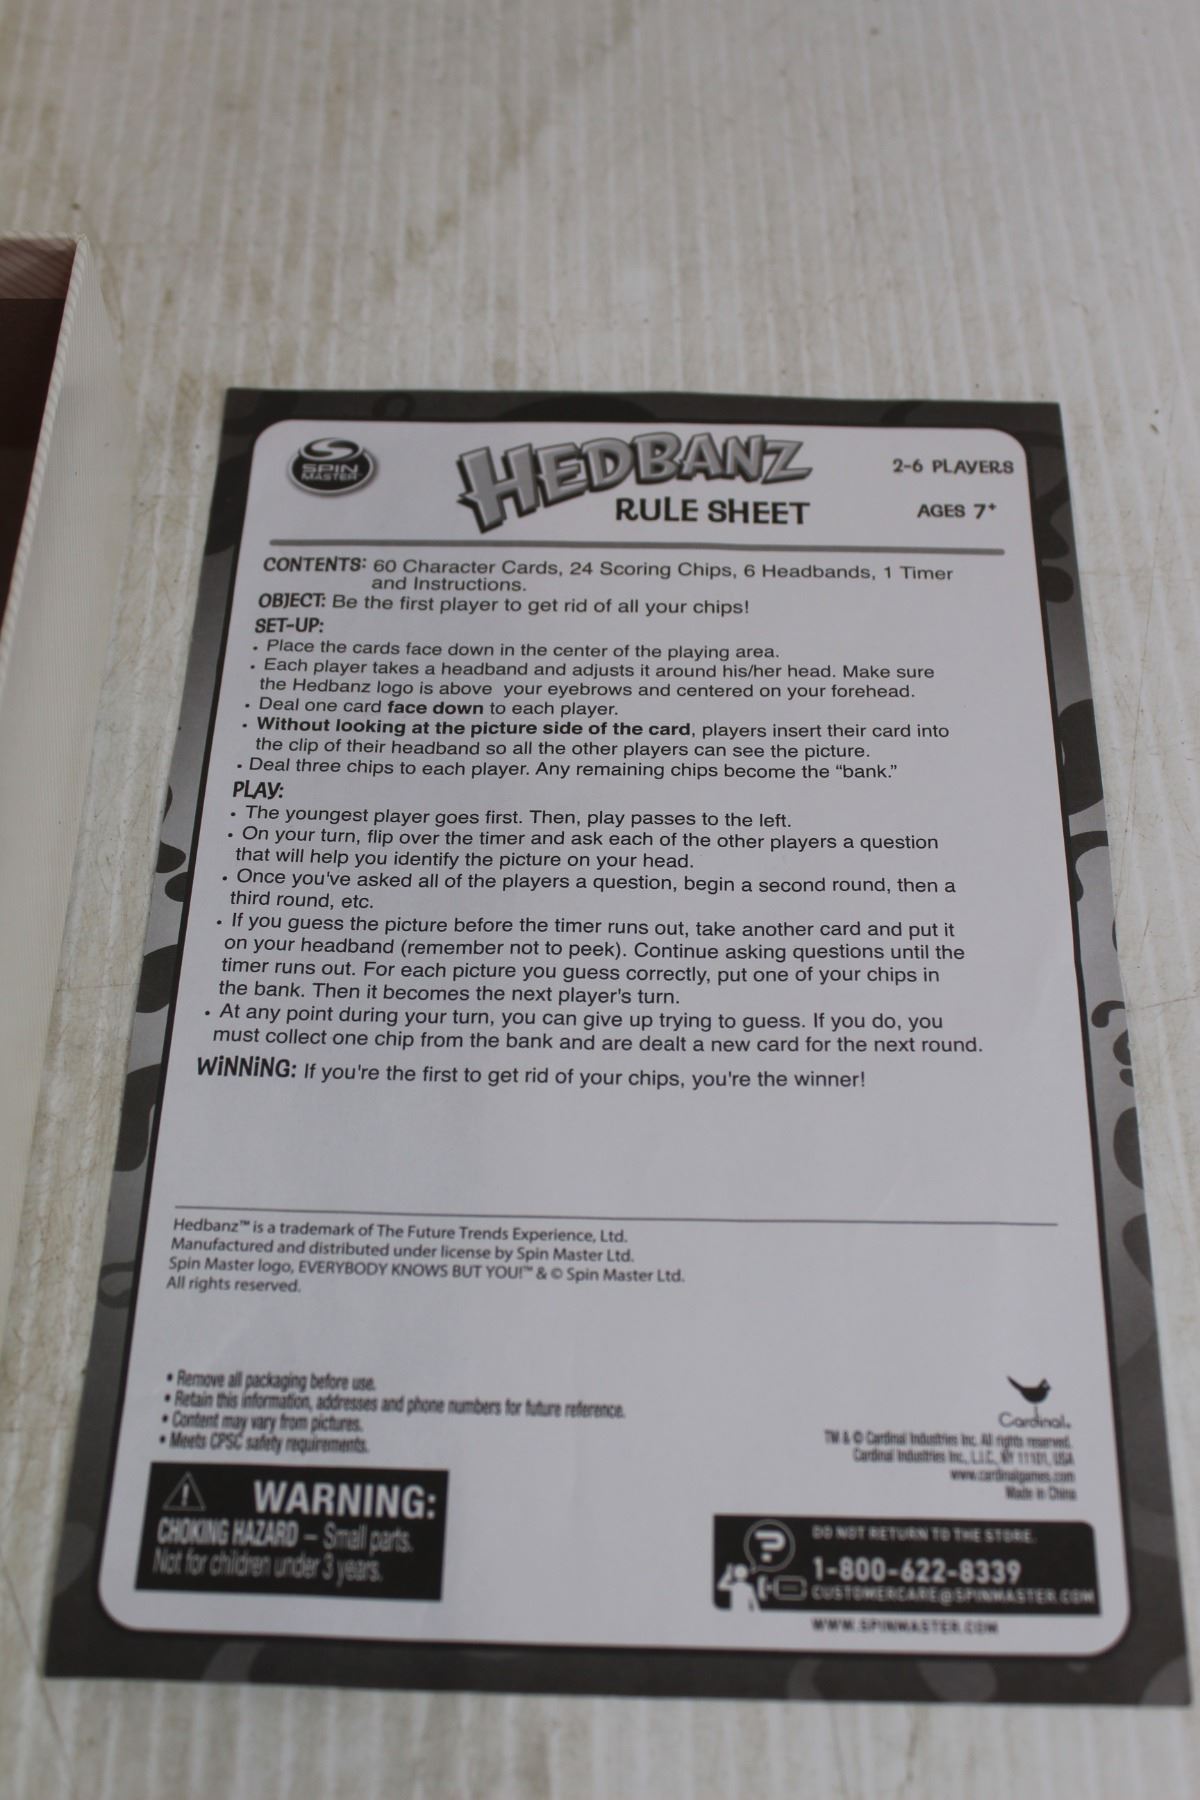 SPIN
MASTER
HEDBANZ
RULE SHEET
2-6 PLAYERS
AGES 7+
CONTENTS: 60 Character Cards, 24 Scoring Chips, 6 Headbands, 1 Timer
and Instructions.
OBJECT: Be the first player to get rid of all your chips!
SET-UP:
• Place the cards face down in the center of the playing area.
• Each player takes a headband and adjusts it around his/her head. Make sure
the Hedbanz logo is above your eyebrows and centered on your forehead.
• Deal one card face down to each player.
• Without looking at the picture side of the card, players insert their card into
the clip of their headband so all the other players can see the picture.
• Deal three chips to each player. Any remaining chips become the “bank.”
PLAY:
• The youngest player goes first. Then, play passes to the left.
• On your turn, flip over the timer and ask each of the other players a question
that will help you identify the picture on your head.
• Once you've asked all of the players a question, begin a second round, then a
third round, etc.
• If you guess the picture before the timer runs out, take another card and put it
on your headband (remember not to peek). Continue asking questions until the
timer runs out. For each picture you guess correctly, put one of your chips in
the bank. Then it becomes the next player's turn.
• At any point during your turn, you can give up trying to guess. If you do, you
must collect one chip from the bank and are dealt a new card for the next round.
WiNNiNG: If you're the first to get rid of your chips, you're the winner!
Hedbanz™ is a trademark of The Future Trends Experience, Ltd.
Manufactured and distributed under license by Spin Master Ltd.
Spin Master logo, EVERYBODY KNOWS BUT YOU!™ & © Spin Master Ltd.
All rights reserved.
• Remove all packaging before use.
• Retain this information, addresses and phone numbers for future reference.
• Content may vary from pictures.
• Meets CPSC safety requirements.
WARNING:
CHOKING HAZARD – Small parts.
Not for children under 3 years.
Cardinal.
TM & © Cardinal Industries Inc. All rights reserved.
Cardinal Industries Inc., L.I.C., NY 11101, USA
www.cardinalgames.com
Made in China
DO NOT RETURN TO THE STORE.
1-800-622-8339
CUSTOMERCARE@SPINMASTER.COM
WWW.SPINMASTER.COM